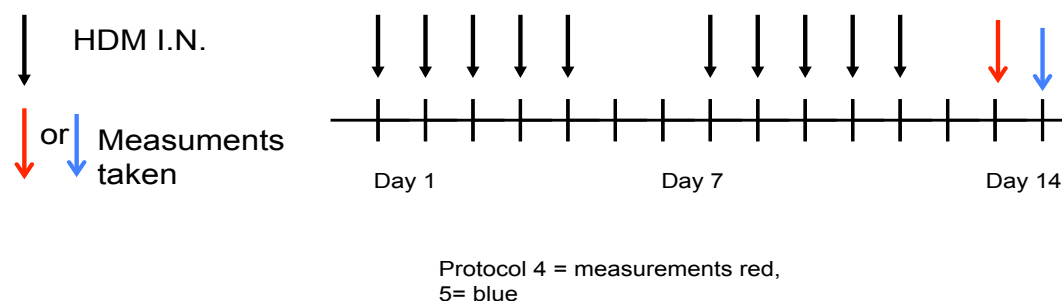 HDM I.N.
or Measuments
taken
Day 1 Day 7 Day 14
Protocol 4 = measurements red,
5= blue